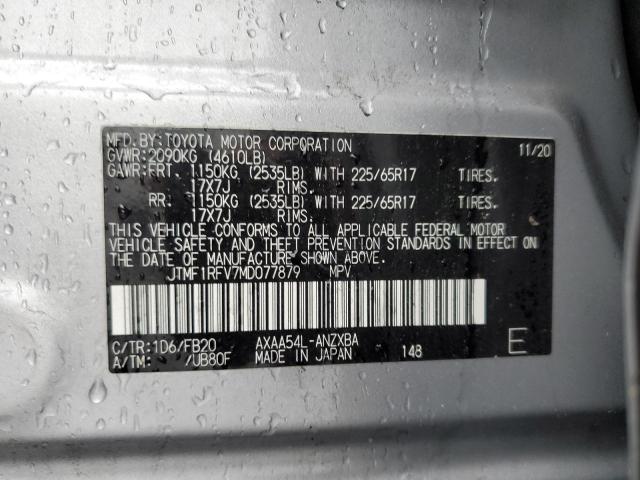 MFD.BY:TOYOTA MOTOR CORPORATION 11/20
GVWR:2090KG (4610LB)
GAWR:FRT. 1150KG (2535LB) WITH 225/65R17 TIRES.
17X7J RIMS.
RR. 1150KG (2535LB) WITH 225/65R17 TIRES.
17X7J RIMS.
THIS VEHICLE CONFORMS TO ALL APPLICABLE FEDERAL MOTOR
VEHICLE SAFETY AND THEFT PREVENTION STANDARDS IN EFFECT ON
THE DATE OF MANUFACTURE SHOWN ABOVE.
JTMF1RFV7MD077879 MPV
C/TR:1D6/FB20 AXAA54L-ANZXBA
A/TM: /UB80F MADE IN JAPAN 148 E